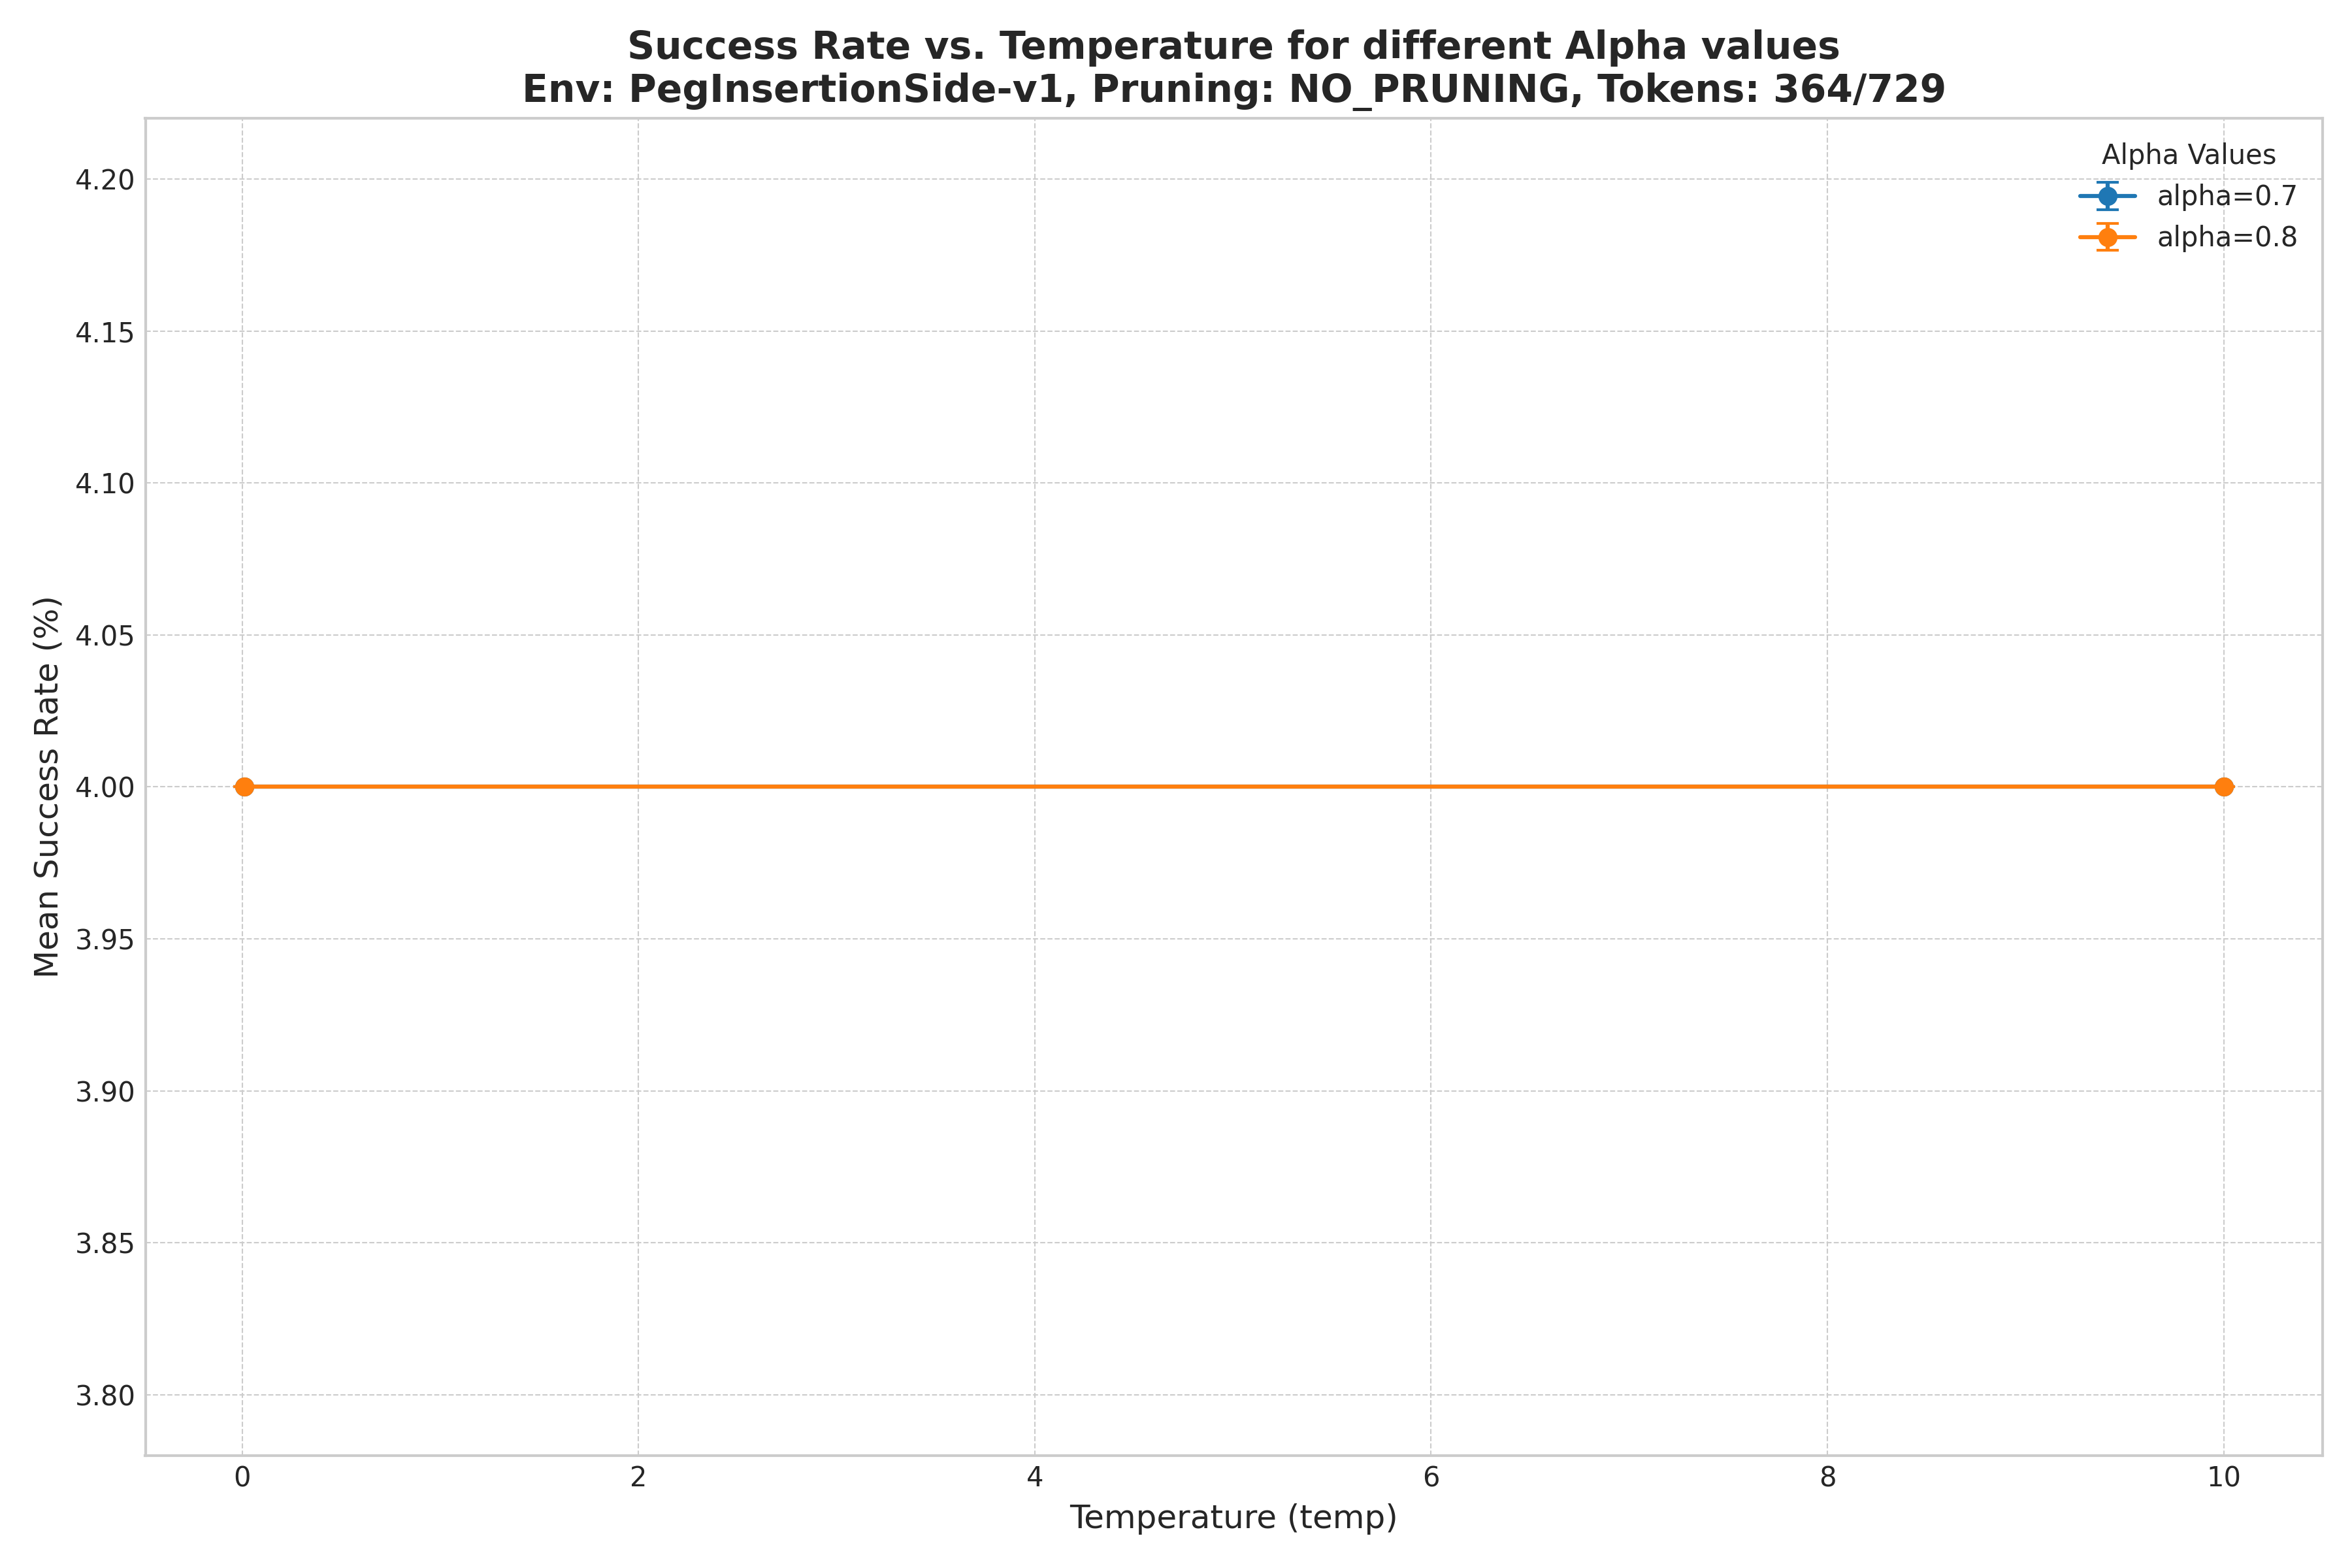 Success Rate vs. Temperature for different Alpha values
Env: PegInsertionSide-v1, Pruning: NO_PRUNING, Tokens: 364/729
Alpha Values
alpha=0.7
alpha=0.8
Mean Success Rate (%)
4.20
4.15
4.10
4.05
4.00
3.95
3.90
3.85
3.80
0
2
4
6
8
10
Temperature (temp)